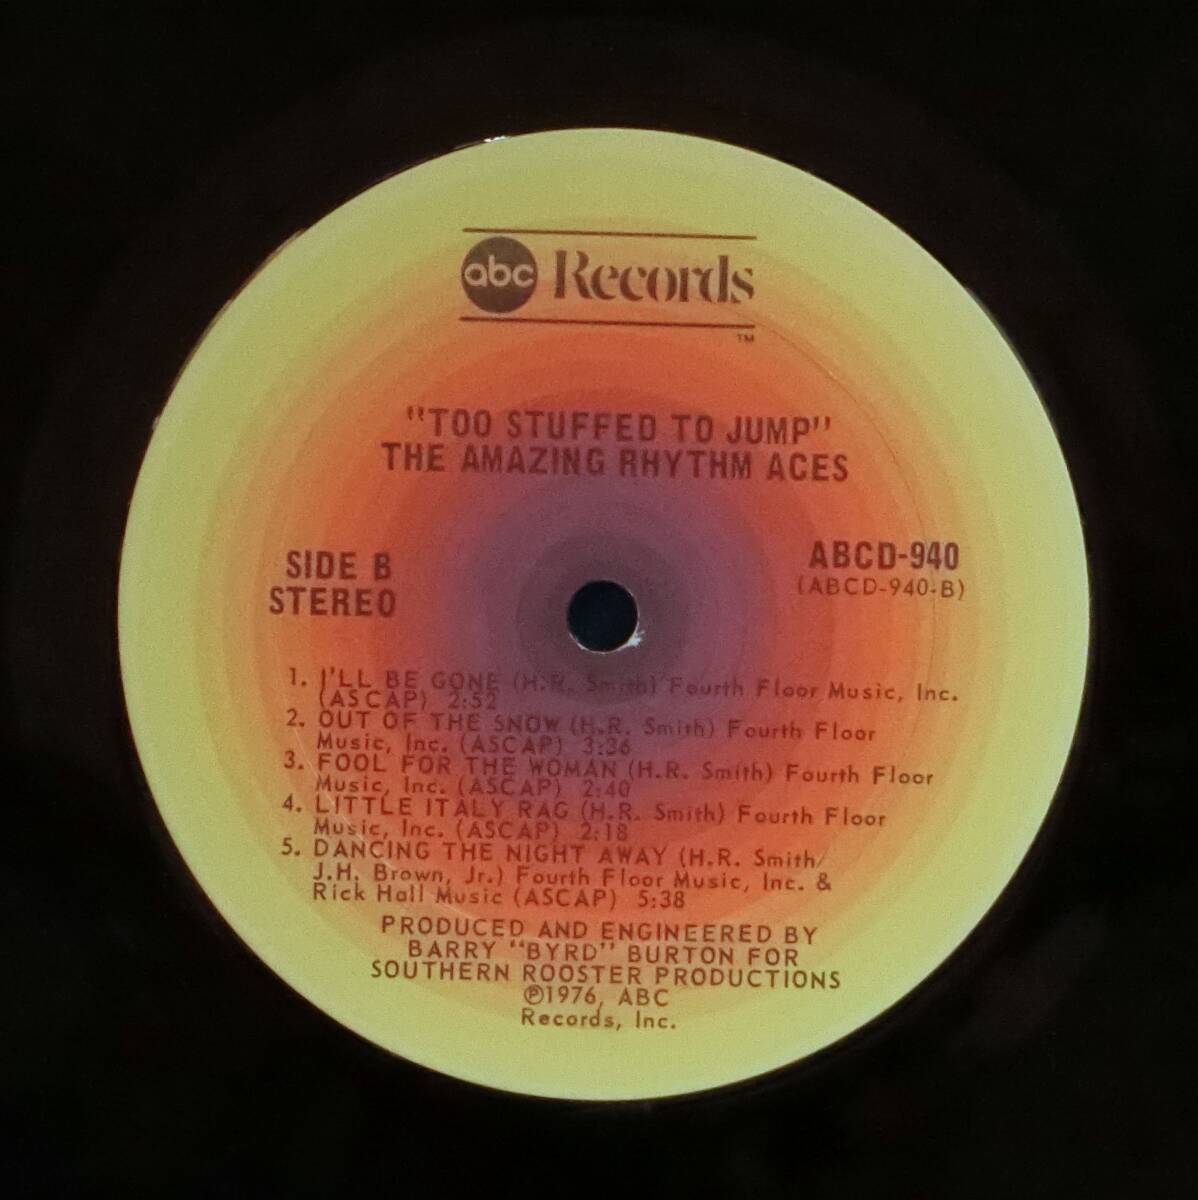 abc Records
TM
"TOO STUFFED TO JUMP"
THE AMAZING RHYTHM ACES
SIDE B
STEREO
ABCD-940
(ABCD-940-B)
1. I'LL BE GONE (H.R. Smith) Fourth Floor Music, Inc.
(ASCAP) 2:52
2. OUT OF THE SNOW (H.R. Smith) Fourth Floor
Music, Inc. (ASCAP) 3:36
3. FOOL FOR THE WOMAN (H.R. Smith) Fourth Floor
Music, Inc. (ASCAP) 2:40
4. LITTLE ITALY RAG (H.R. Smith) Fourth Floor
Music, Inc. (ASCAP) 2:18
5. DANCING THE NIGHT AWAY (H.R. Smith/
J.H. Brown, Jr.) Fourth Floor Music, Inc. &
Rick Hall Music (ASCAP) 5:38
PRODUCED AND ENGINEERED BY
BARRY "BYRD" BURTON FOR
SOUTHERN ROOSTER PRODUCTIONS
℗1976, ABC
Records, Inc.